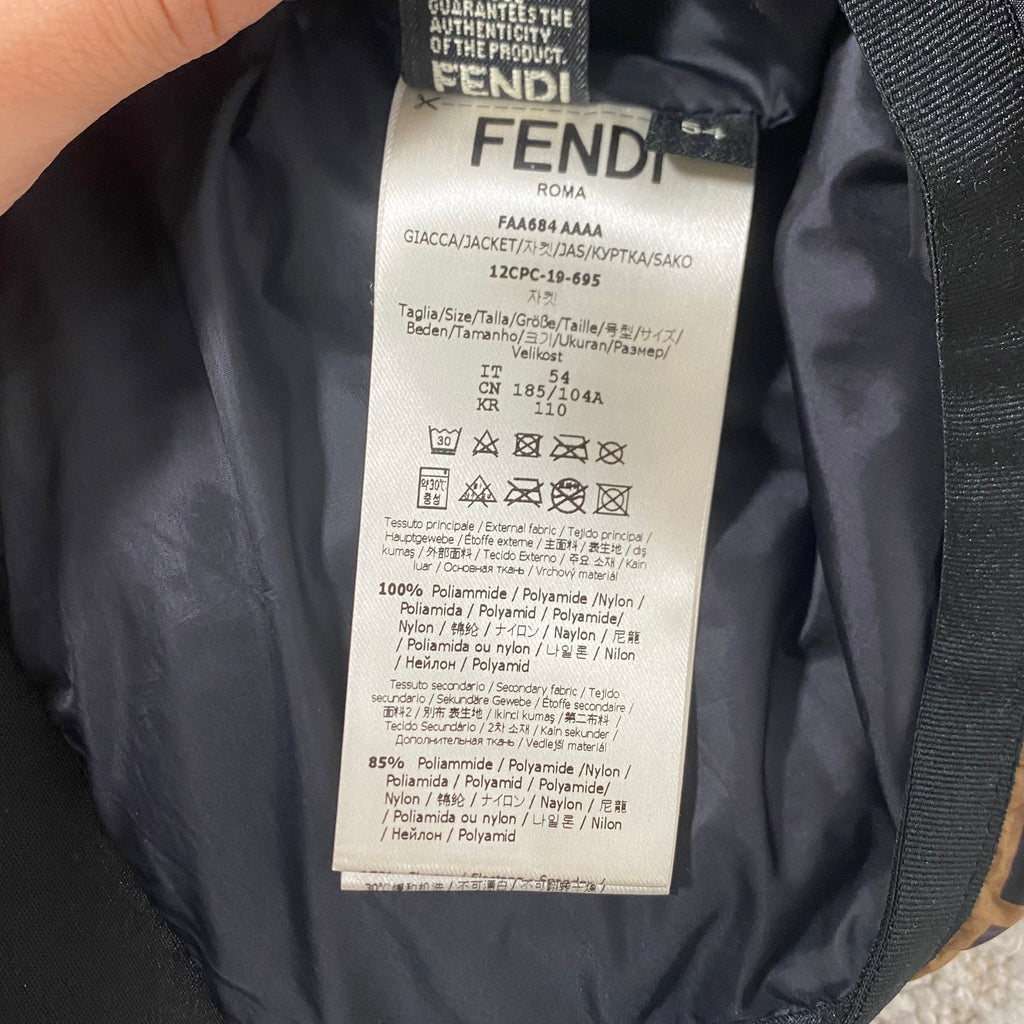 GUARANTEES THE
AUTHENTICITY
OF THE PRODUCT.
FENDI
54
FENDI
ROMA
FAA684 AAAA
GIACCA/JACKET/자켓/JAS/КУРТКА/SAKO
12CPC-19-695
자켓
Taglia/Size/Talla/Größe/Taille/号型/サイズ/
Beden/Tamanho/크기/Ukuran/Размер/
Velikost
IT 54
CN 185/104A
KR 110
30
약30℃
중성
Tessuto principale / External fabric / Tejido principal /
Hauptgewebe / Étoffe externe / 主面料 / 表生地 / dış
kumaş / 外部面料 / Tecido Externo / 주요 소재 / Kain
luar / Основная ткань / Vrchový materiál
100% Poliammide / Polyamide /Nylon /
Poliamida / Polyamid / Polyamide/
Nylon / 锦纶 / ナイロン / Naylon / 尼龍
/ Poliamida ou nylon / 나일론 / Nilon
/ Нейлон / Polyamid
Tessuto secondario / Secondary fabric / Tejido
secundario / Sekundäre Gewebe / Étoffe secondaire /
面料2 / 別布 表生地 / ikinci kumaş / 第二布料 /
Tecido Secundário / 2차 소재 / Kain sekunder /
Дополнительная ткань / Vedlejší materiál
85% Poliammide / Polyamide /Nylon /
Poliamida / Polyamid / Polyamide/
Nylon / 锦纶 / ナイロン / Naylon / 尼龍
/ Poliamida ou nylon / 나일론 / Nilon
/ Нейлон / Polyamid